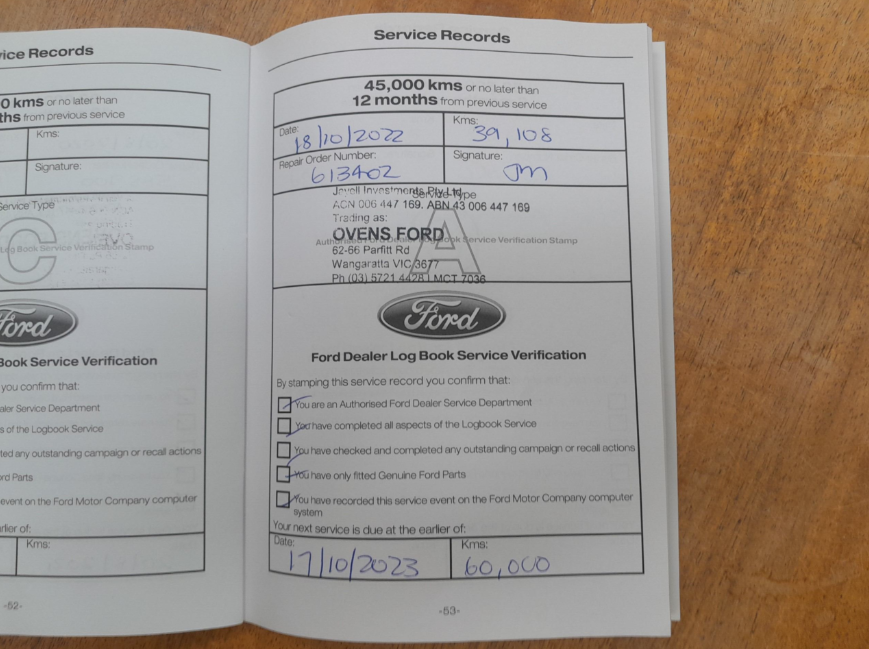 vice Records
0 kms or no later than
ths from previous service
Kms:
Signature:
Service Type
C
Log Book Service Verification Stamp
Ford
Book Service Verification
you confirm that:
aler Service Department
s of the Logbook Service
ted any outstanding campaign or recall actions
rd Parts
event on the Ford Motor Company computer
rlier of:
Kms:
-52-
Service Records
45,000 kms or no later than
12 months from previous service
Date: 18/10/2022
Kms: 39,108
Repair Order Number: 613402
Signature:
Service Type
Jovell Investments Pty Ltd
ACN 006 447 169. ABN 43 006 447 169
Trading as:
OVENS FORD
A
Authorised Ford Dealer Log Book Service Verification Stamp
62-66 Parfitt Rd
Wangaratta VIC 3677
Ph (03) 5721 4428 LMCT 7036
Ford
Ford Dealer Log Book Service Verification
By stamping this service record you confirm that:
You are an Authorised Ford Dealer Service Department
You have completed all aspects of the Logbook Service
You have checked and completed any outstanding campaign or recall actions
You have only fitted Genuine Ford Parts
You have recorded this service event on the Ford Motor Company computer
system
Your next service is due at the earlier of:
Date: 17/10/2023
Kms: 60,000
-53-